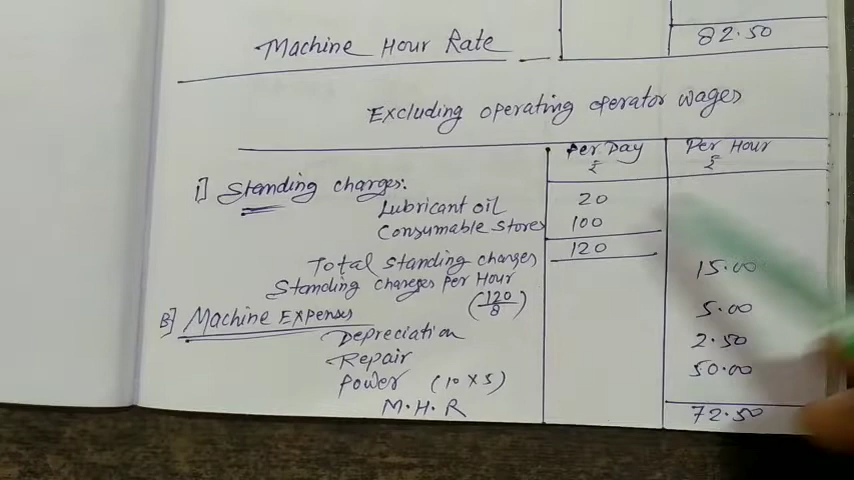 82.50
Machine Hour Rate
Excluding operating operator wages
Per Day ₹ Per Hour ₹
1] Standing charges:
Lubricant oil 20
Consumable Stores 100
Total standing charges 120
Standing charges per Hour (120/8) 15.00
B] Machine Expenses
Depreciation 5.00
Repair 2.50
Power (10 x 5) 50.00
M.H.R 72.50